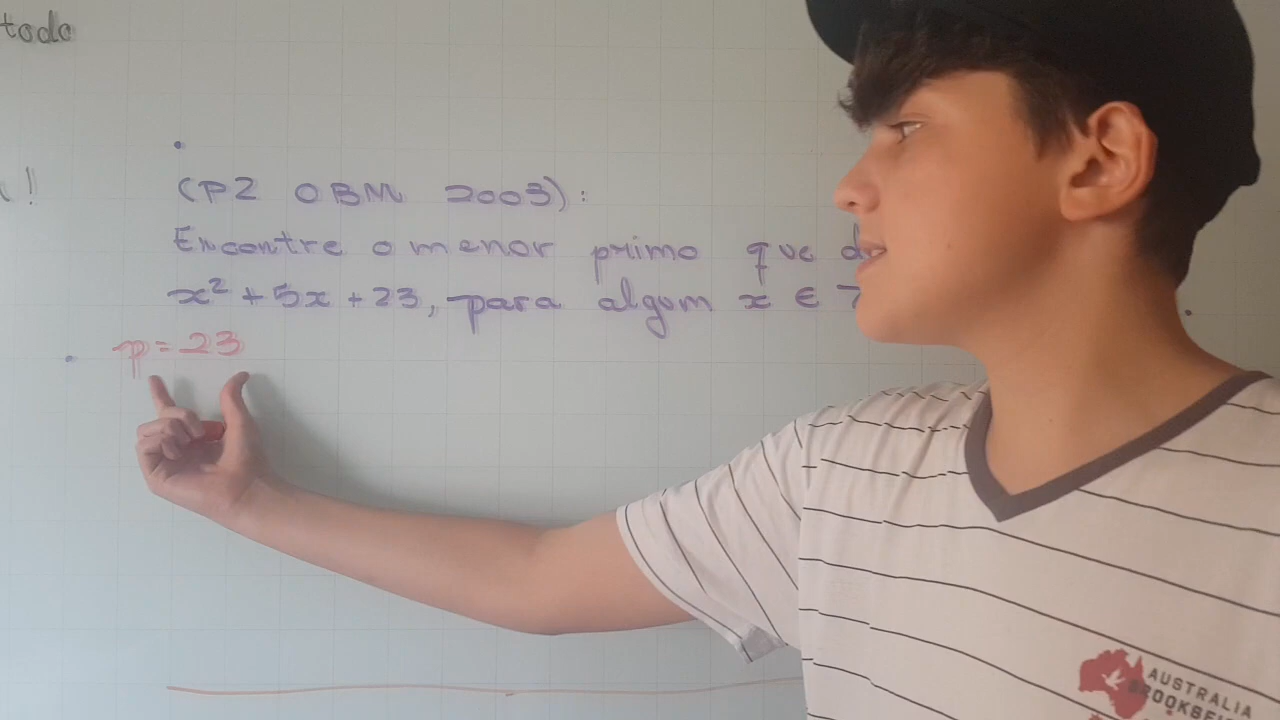 todo
!
(P2 OBM 2003):
Encontre o menor primo que
x² + 5x + 23, para algum x ∈
p = 23
AUSTRALIA